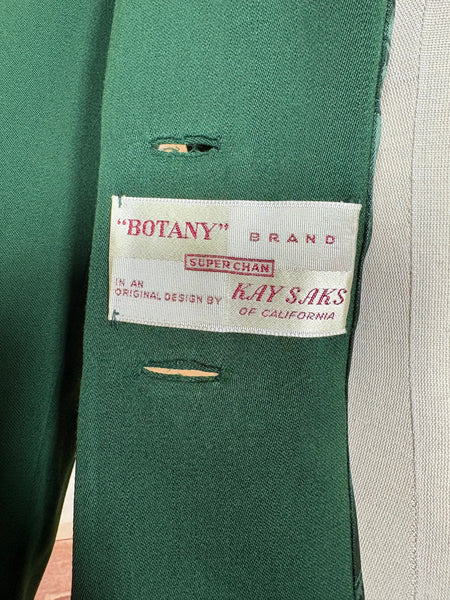 "BOTANY" BRAND
SUPER CHAN
IN AN
ORIGINAL DESIGN BY KAY SAKS
OF CALIFORNIA